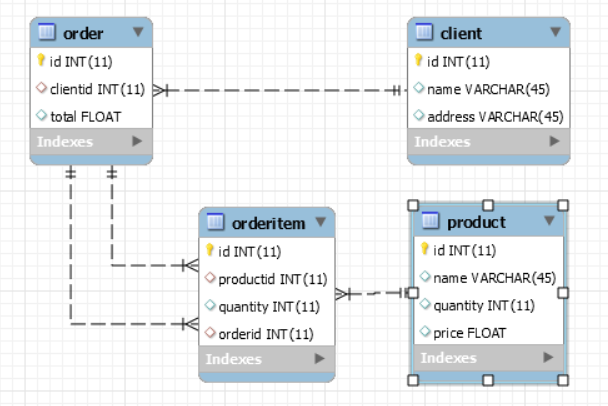 order
id INT(11)
clientid INT(11)
total FLOAT
Indexes
client
id INT(11)
name VARCHAR(45)
address VARCHAR(45)
Indexes
orderitem
id INT(11)
productid INT(11)
quantity INT(11)
orderid INT(11)
Indexes
product
id INT(11)
name VARCHAR(45)
quantity INT(11)
price FLOAT
Indexes